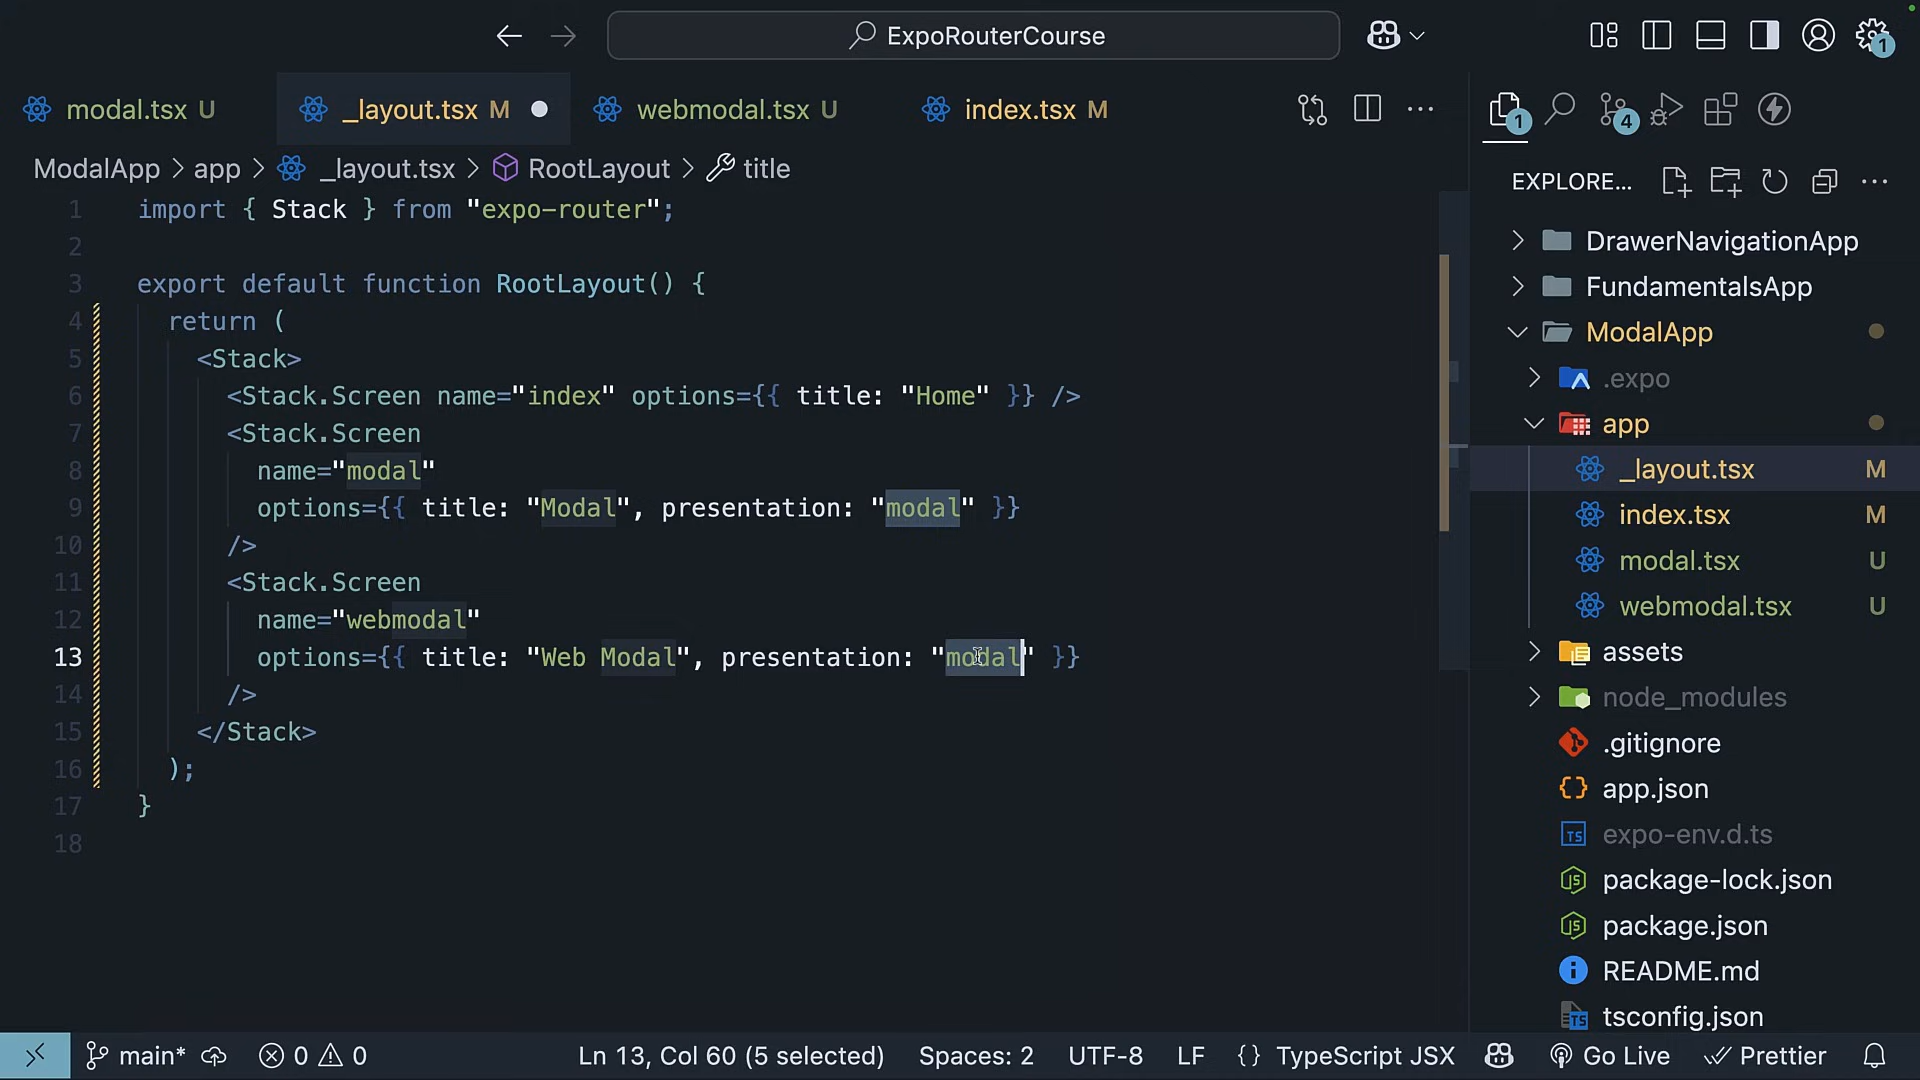 ExpoRouterCourse
1
modal.tsx U
_layout.tsx M
webmodal.tsx U
index.tsx M
1
4
ModalApp > app > _layout.tsx > RootLayout > title
EXPLORE...
1 import { Stack } from "expo-router";
2
3 export default function RootLayout() {
4 return (
5 <Stack>
6 <Stack.Screen name="index" options={{ title: "Home" }} />
7 <Stack.Screen
8 name="modal"
9 options={{ title: "Modal", presentation: "modal" }}
10 />
11 <Stack.Screen
12 name="webmodal"
13 options={{ title: "Web Modal", presentation: "modal" }}
14 />
15 </Stack>
16 );
17 }
18
DrawerNavigationApp
FundamentalsApp
ModalApp
.expo
app
_layout.tsx M
index.tsx M
modal.tsx U
webmodal.tsx U
assets
node_modules
.gitignore
app.json
TS expo-env.d.ts
package-lock.json
package.json
README.md
TS tsconfig.json
main* 0 0 Ln 13, Col 60 (5 selected) Spaces: 2 UTF-8 LF {} TypeScript JSX Go Live Prettier